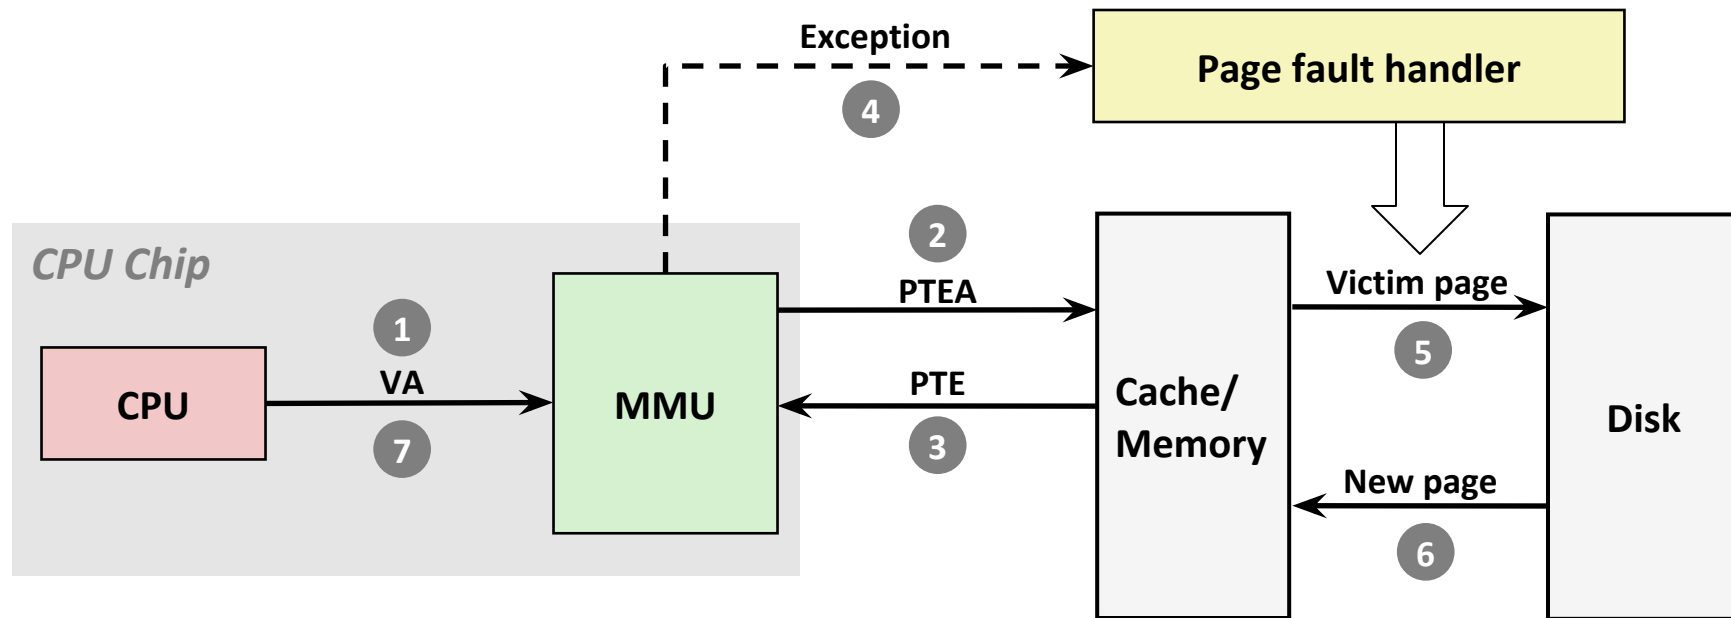 Exception
4
Page fault handler
CPU Chip
2
PTEA
Victim page
5
1
VA
7
CPU
MMU
PTE
3
Cache/
Memory
Disk
New page
6